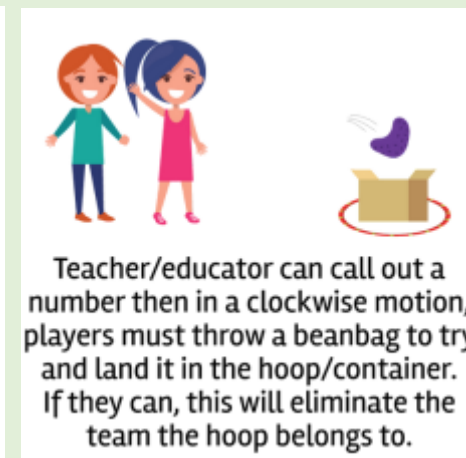 Teacher/educator can call out a
number then in a clockwise motion,
players must throw a beanbag to try
and land it in the hoop/container.
If they can, this will eliminate the
team the hoop belongs to.